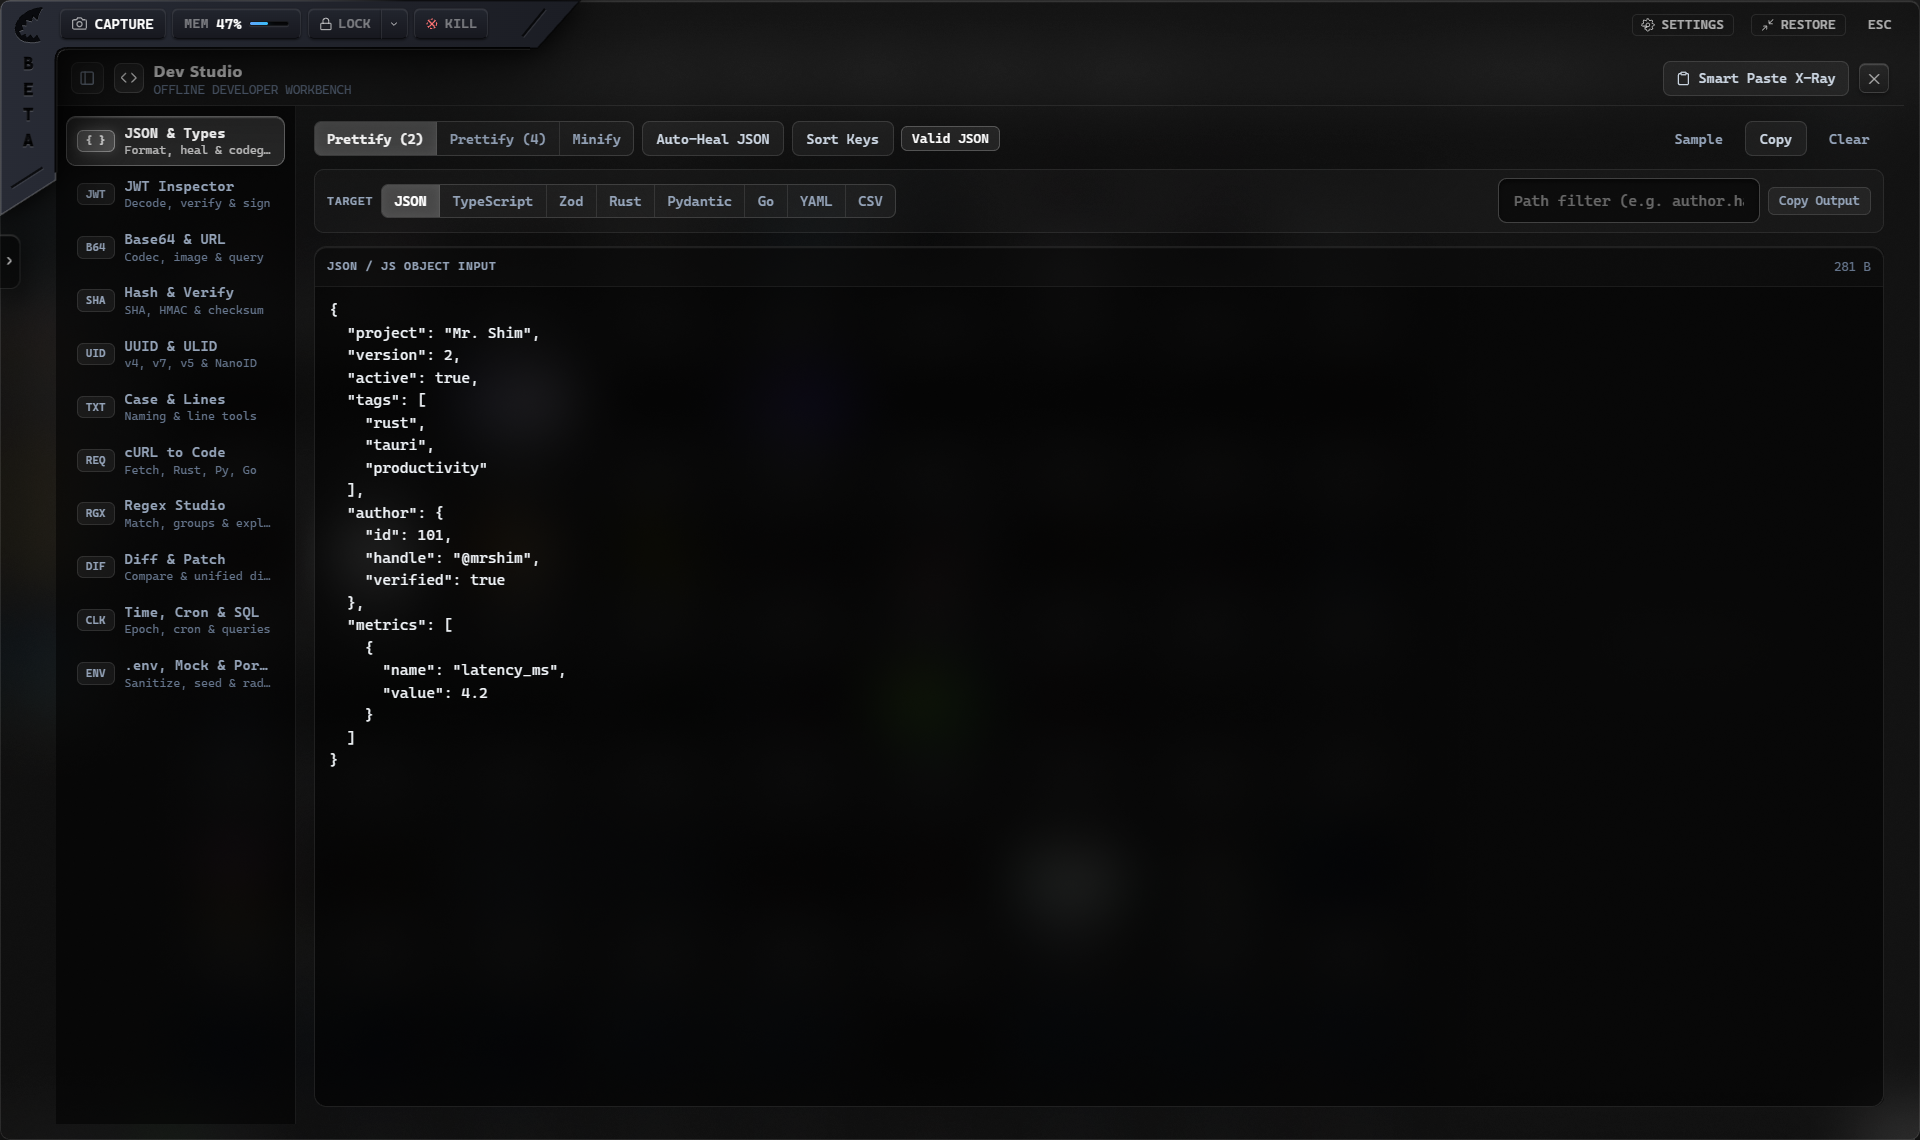 CAPTURE
MEM 47%
LOCK
KILL
SETTINGS
RESTORE
ESC
B
E
T
A
Dev Studio
OFFLINE DEVELOPER WORKBENCH
Smart Paste X-Ray
{ } JSON & Types
Format, heal & codeg…
JWT JWT Inspector
Decode, verify & sign
B64 Base64 & URL
Codec, image & query
SHA Hash & Verify
SHA, HMAC & checksum
UID UUID & ULID
v4, v7, v5 & NanoID
TXT Case & Lines
Naming & line tools
REQ cURL to Code
Fetch, Rust, Py, Go
RGX Regex Studio
Match, groups & expl…
DIF Diff & Patch
Compare & unified di…
CLK Time, Cron & SQL
Epoch, cron & queries
ENV .env, Mock & Por…
Sanitize, seed & rad…
Prettify (2)
Prettify (4)
Minify
Auto-Heal JSON
Sort Keys
Valid JSON
Sample
Copy
Clear
TARGET
JSON
TypeScript
Zod
Rust
Pydantic
Go
YAML
CSV
Path filter (e.g. author.ha
Copy Output
JSON / JS OBJECT INPUT
281 B
{
  "project": "Mr. Shim",
  "version": 2,
  "active": true,
  "tags": [
    "rust",
    "tauri",
    "productivity"
  ],
  "author": {
    "id": 101,
    "handle": "@mrshim",
    "verified": true
  },
  "metrics": [
    {
      "name": "latency_ms",
      "value": 4.2
    }
  ]
}